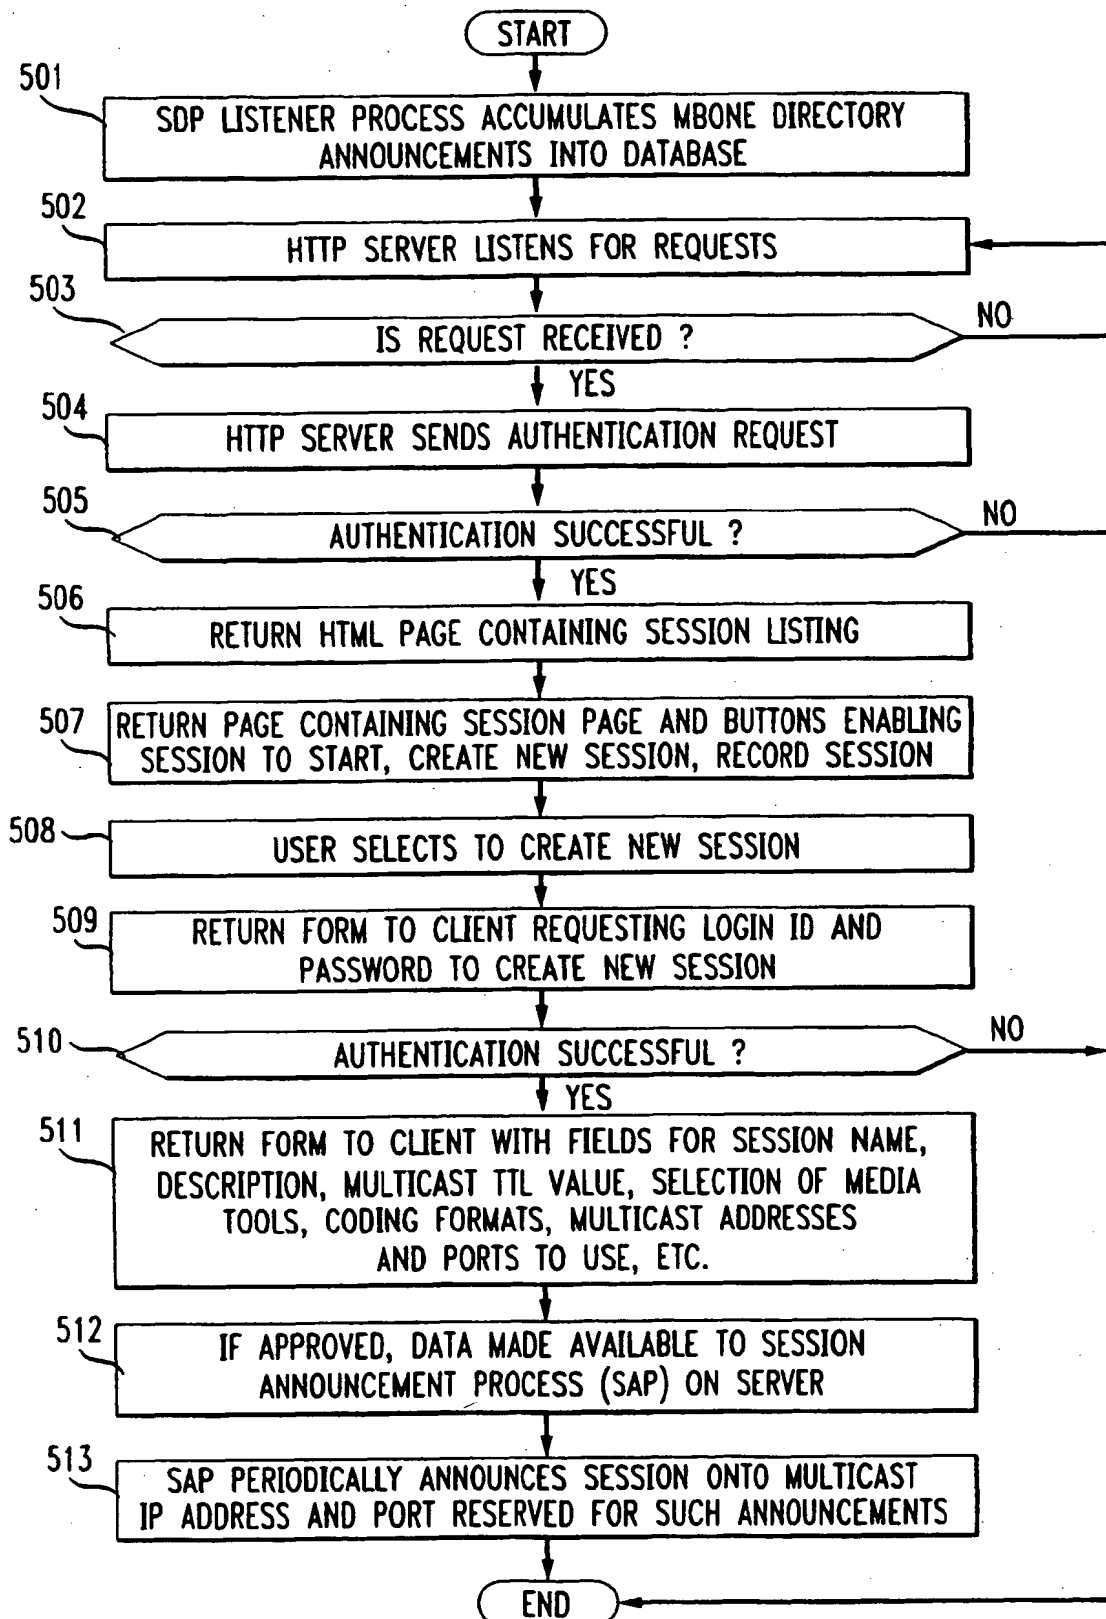 START
501
SDP LISTENER PROCESS ACCUMULATES MBONE DIRECTORY
ANNOUNCEMENTS INTO DATABASE
502
HTTP SERVER LISTENS FOR REQUESTS
503
IS REQUEST RECEIVED ?
NO
YES
504
HTTP SERVER SENDS AUTHENTICATION REQUEST
505
AUTHENTICATION SUCCESSFUL ?
NO
YES
506
RETURN HTML PAGE CONTAINING SESSION LISTING
507
RETURN PAGE CONTAINING SESSION PAGE AND BUTTONS ENABLING
SESSION TO START, CREATE NEW SESSION, RECORD SESSION
508
USER SELECTS TO CREATE NEW SESSION
509
RETURN FORM TO CLIENT REQUESTING LOGIN ID AND
PASSWORD TO CREATE NEW SESSION
510
AUTHENTICATION SUCCESSFUL ?
NO
YES
511
RETURN FORM TO CLIENT WITH FIELDS FOR SESSION NAME,
DESCRIPTION, MULTICAST TTL VALUE, SELECTION OF MEDIA
TOOLS, CODING FORMATS, MULTICAST ADDRESSES
AND PORTS TO USE, ETC.
512
IF APPROVED, DATA MADE AVAILABLE TO SESSION
ANNOUNCEMENT PROCESS (SAP) ON SERVER
513
SAP PERIODICALLY ANNOUNCES SESSION ONTO MULTICAST
IP ADDRESS AND PORT RESERVED FOR SUCH ANNOUNCEMENTS
END